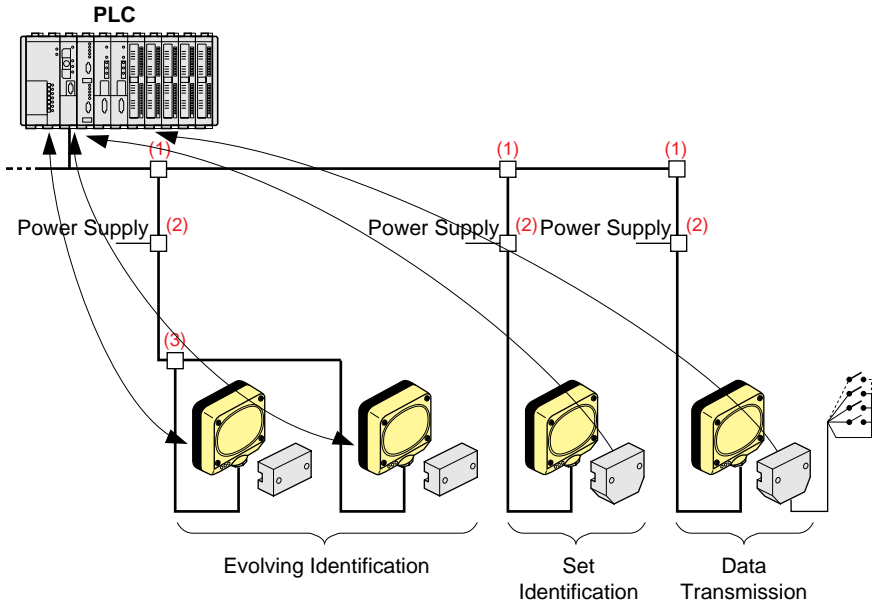 PLC
(1)
(1)
(1)
Power Supply
(2)
Power Supply
(2)
Power Supply
(2)
(3)
Evolving Identification
Set
Identification
Data
Transmission